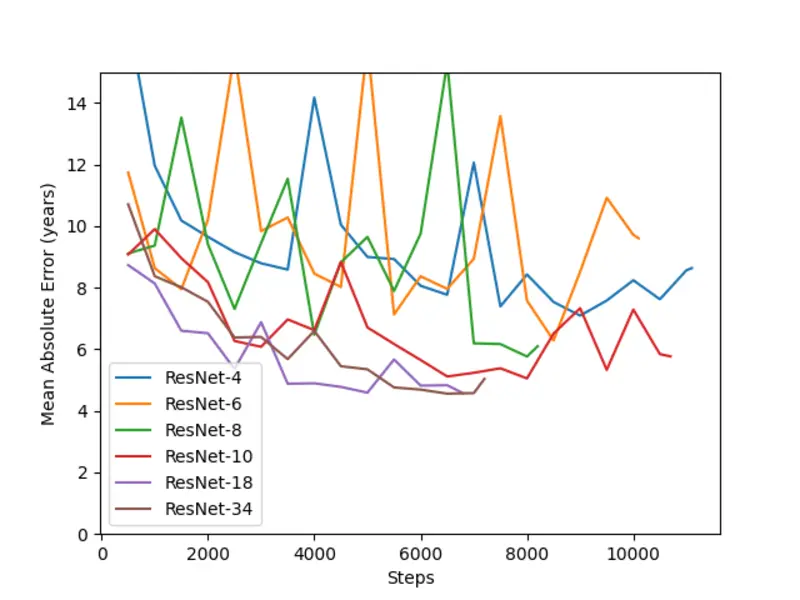 14
12
10
8
6
4
2
0
Mean Absolute Error (years)
ResNet-4
ResNet-6
ResNet-8
ResNet-10
ResNet-18
ResNet-34
0 2000 4000 6000 8000 10000
Steps